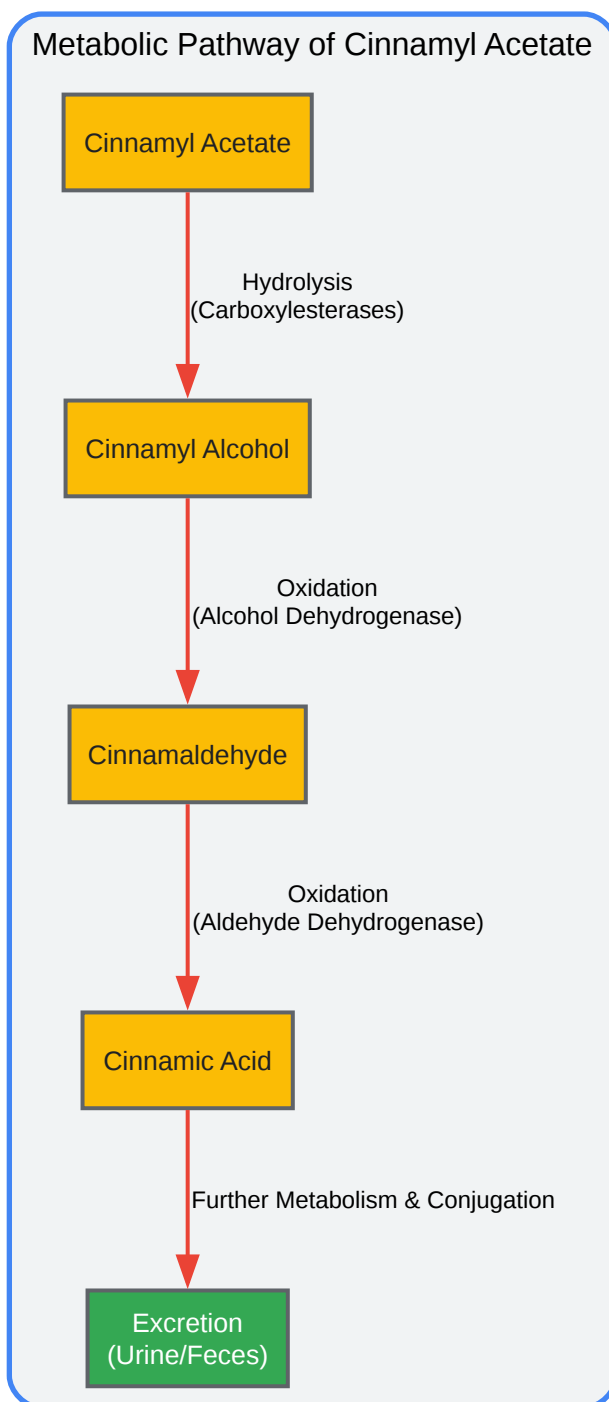 Metabolic Pathway of Cinnamyl Acetate
Cinnamyl Acetate
Hydrolysis
(Carboxylesterases)
Cinnamyl Alcohol
Oxidation
(Alcohol Dehydrogenase)
Cinnamaldehyde
Oxidation
(Aldehyde Dehydrogenase)
Cinnamic Acid
Further Metabolism & Conjugation
Excretion
(Urine/Feces)